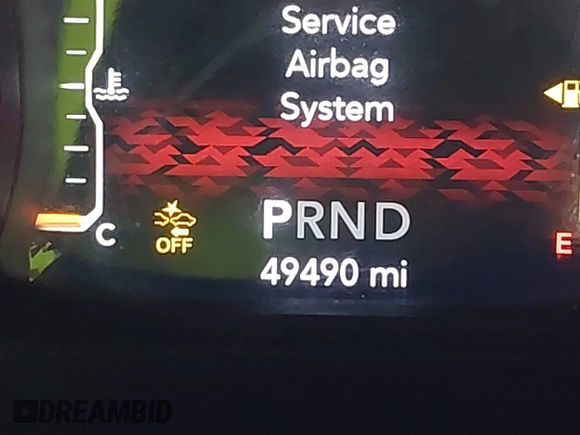 Service
Airbag
System
C
OFF
PRND
E
49490 mi
DREAMBID